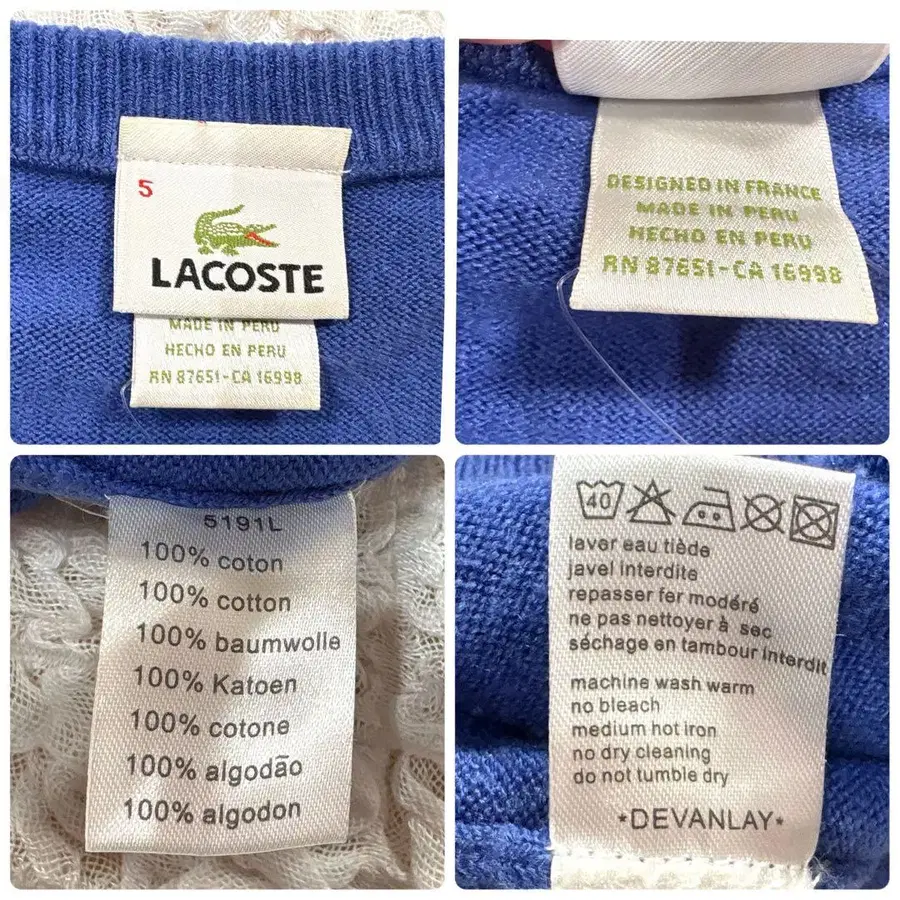 5
LACOSTE
MADE IN PERU
HECHO EN PERU
RN 87651-CA 16998
DESIGNED IN FRANCE
MADE IN PERU
HECHO EN PERU
RN 87651-CA 16998
5191L
100% coton
100% cotton
100% baumwolle
100% Katoen
100% cotone
100% algodão
100% algodon
40
laver eau tiède
javel interdite
repasser fer modéré
ne pas nettoyer à sec
séchage en tambour interdit
machine wash warm
no bleach
medium hot iron
no dry cleaning
do not tumble dry
*DEVANLAY*